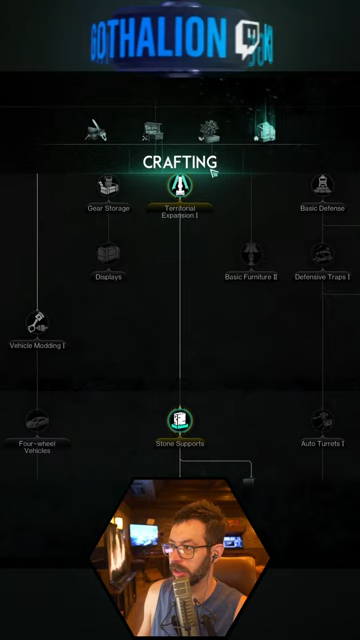 GOTHALION
CRAFTING
Gear Storage
Territorial
Expansion I
Basic Defense
Displays
Basic Furniture II
Defensive Traps I
Vehicle Modding I
Four-wheel
Vehicles
Stone Supports
Auto Turrets I